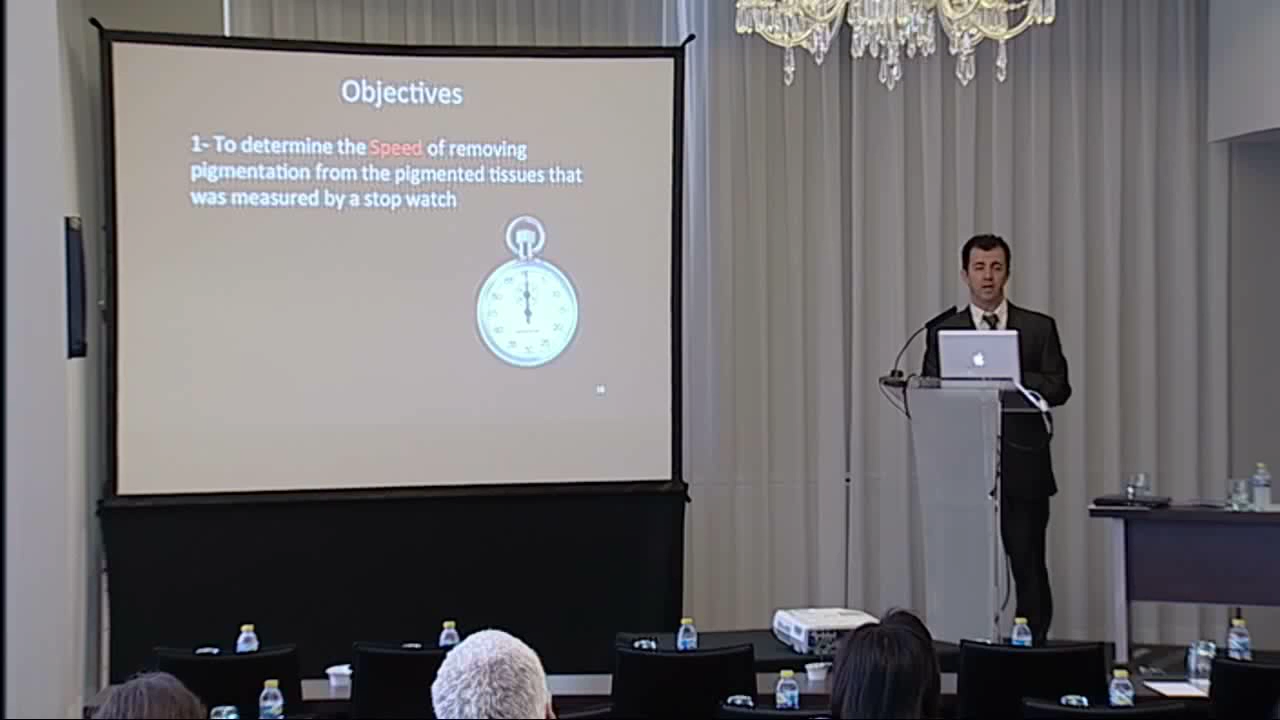 Objectives
1- To determine the Speed of removing
pigmentation from the pigmented tissues that
was measured by a stop watch